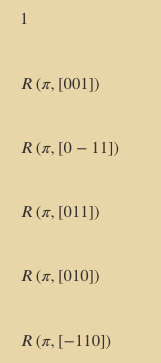 1
R (π, [001])
R (π, [0 − 11])
R (π, [011])
R (π, [010])
R (π, [−110])